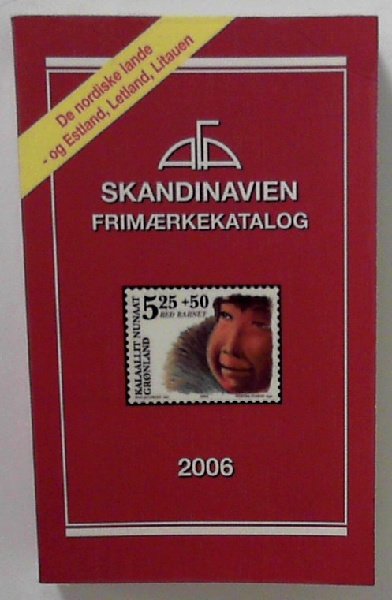 De nordiske lande
- og Estland, Letland, Litauen
AFA
SKANDINAVIEN
FRIMÆRKEKATALOG
5.25 +50
RED BARNET
KALAALLIT NUNAAT
GRØNLAND
2006